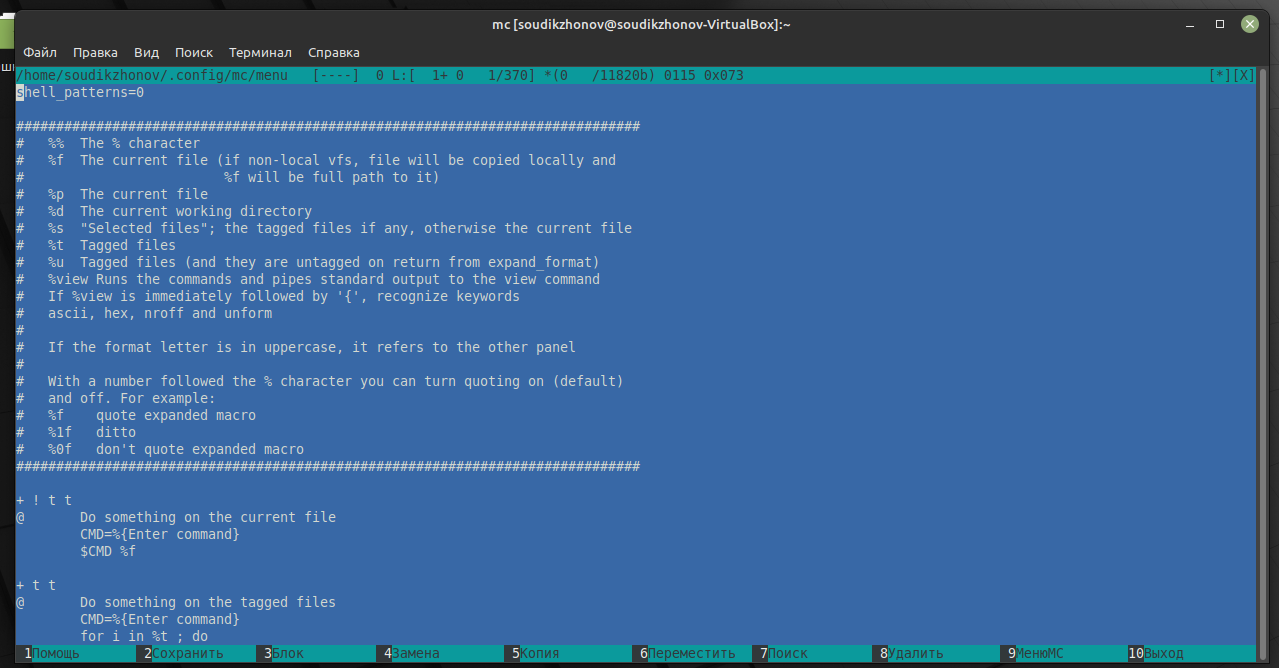 mc [soudikzhonov@soudikzhonov-VirtualBox]:~
Файл Правка Вид Поиск Терминал Справка
/home/soudikzhonov/.config/mc/menu   [----]  0 L:[  1+ 0   1/370] *(0   /11820b) 0115 0x073   [*][X]
shell_patterns=0
##############################################################################
#   %%  The % character
#   %f  The current file (if non-local vfs, file will be copied locally and
#                         %f will be full path to it)
#   %p  The current file
#   %d  The current working directory
#   %s  "Selected files"; the tagged files if any, otherwise the current file
#   %t  Tagged files
#   %u  Tagged files (and they are untagged on return from expand_format)
#   %view Runs the commands and pipes standard output to the view command
#   If %view is immediately followed by '{', recognize keywords
#   ascii, hex, nroff and unform
#
#   If the format letter is in uppercase, it refers to the other panel
#
#   With a number followed the % character you can turn quoting on (default)
#   and off. For example:
#   %f    quote expanded macro
#   %1f   ditto
#   %0f   don't quote expanded macro
##############################################################################
+ ! t t
@       Do something on the current file
        CMD=%{Enter command}
        $CMD %f
+ t t
@       Do something on the tagged files
        CMD=%{Enter command}
        for i in %t ; do
1Помощь 2Сохранить 3Блок 4Замена 5Копия 6Переместить 7Поиск 8Удалить 9МенюМС 10Выход